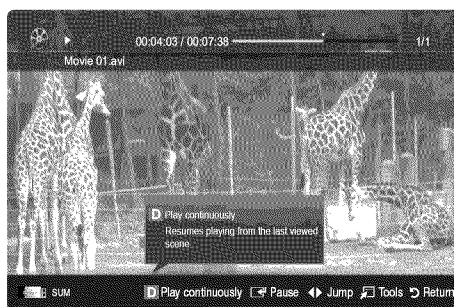 00:04:03 / 00:07:38 1/1
Movie 01.avi
D Play continuously
Resumes playing from the last viewed
scene
SUM D Play continuously Pause Jump Tools Return